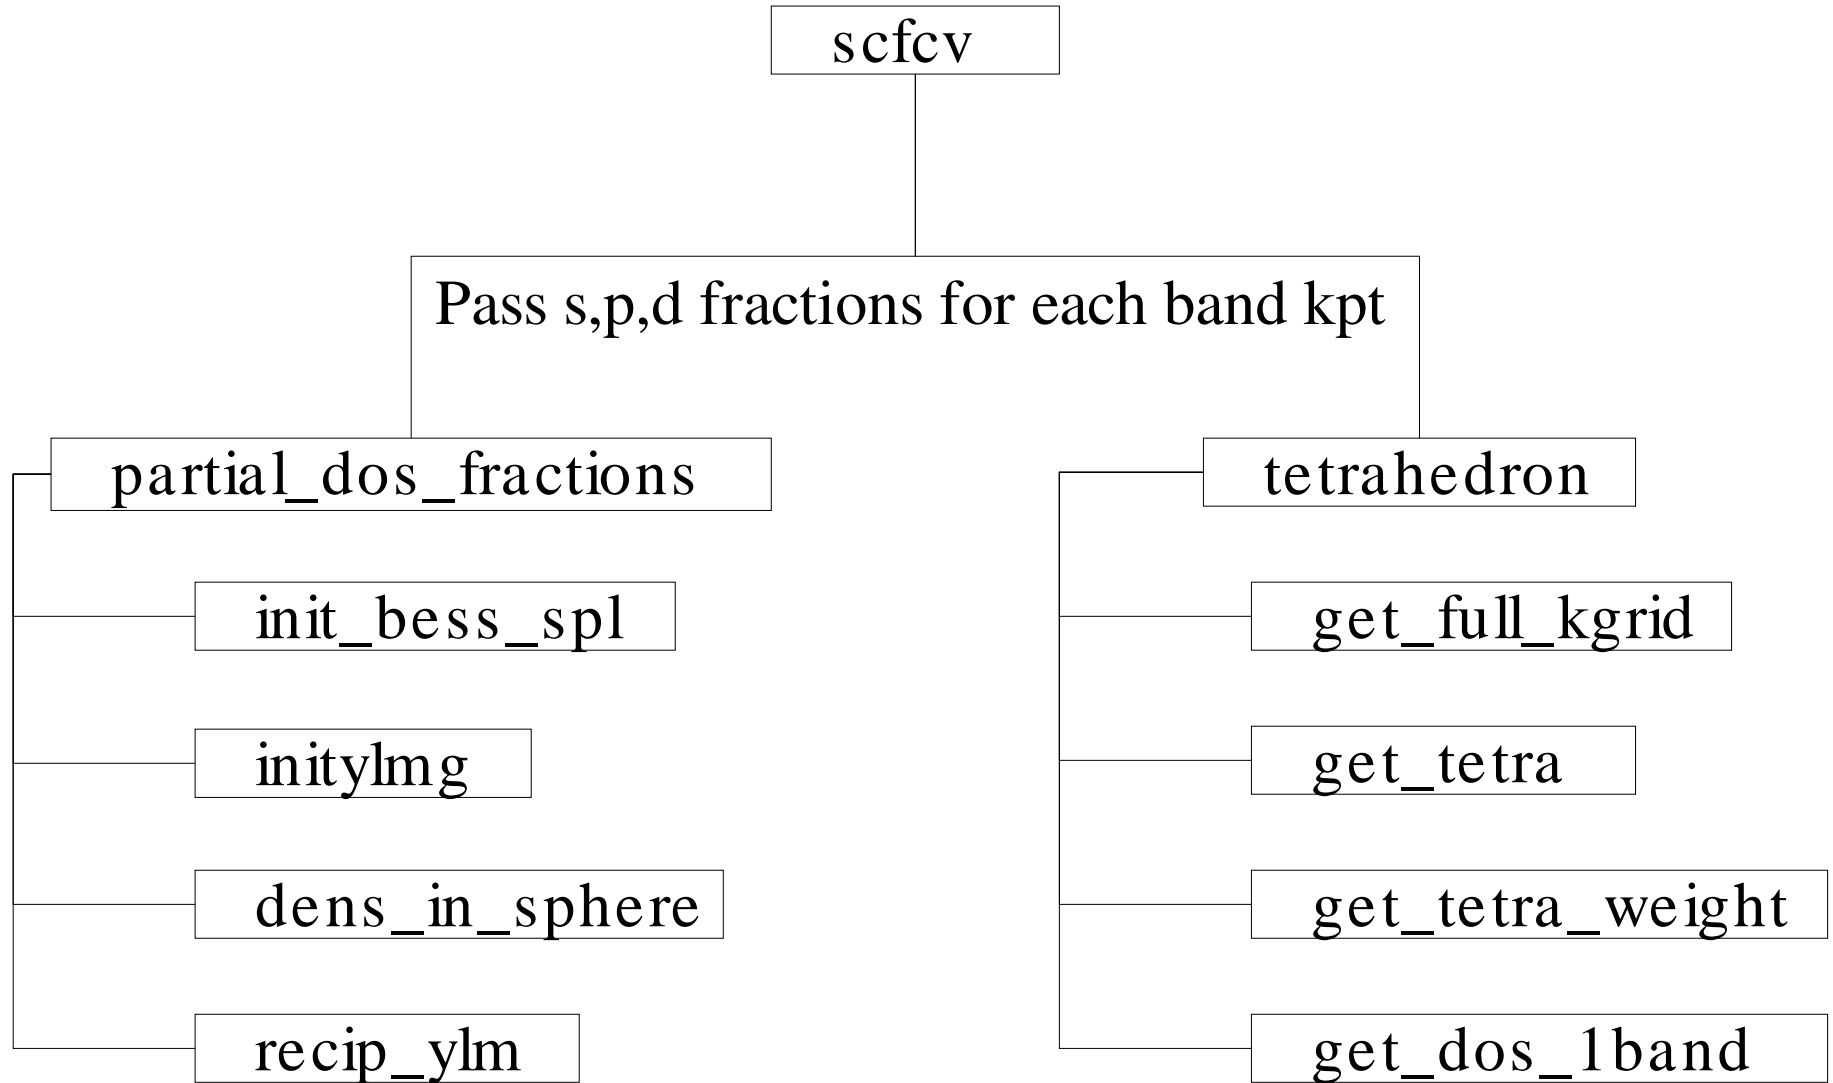 scfcv
Pass s,p,d fractions for each band kpt
partial_dos_fractions
init_bess_spl
initylmg
dens_in_sphere
recip_ylm
tetrahedron
get_full_kgrid
get_tetra
get_tetra_weight
get_dos_1band